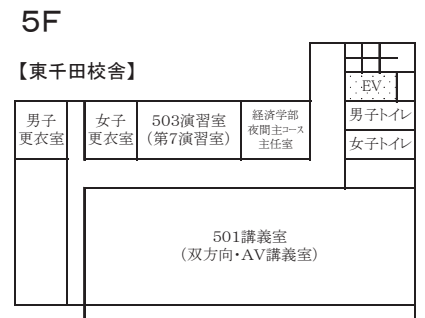 5F
【東千田校舎】
EV
男子
更衣室
女子
更衣室
503演習室
(第7演習室)
経済学部
夜間主コース
主任室
男子トイレ
女子トイレ
501講義室
(双方向・AV講義室)